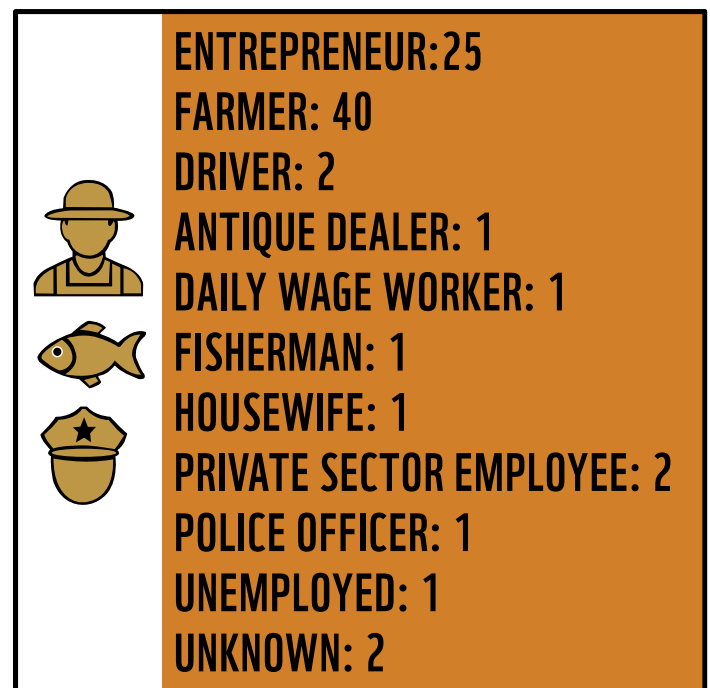 ENTREPRENEUR:25
FARMER: 40
DRIVER: 2
ANTIQUE DEALER: 1
DAILY WAGE WORKER: 1
FISHERMAN: 1
HOUSEWIFE: 1
PRIVATE SECTOR EMPLOYEE: 2
POLICE OFFICER: 1
UNEMPLOYED: 1
UNKNOWN: 2